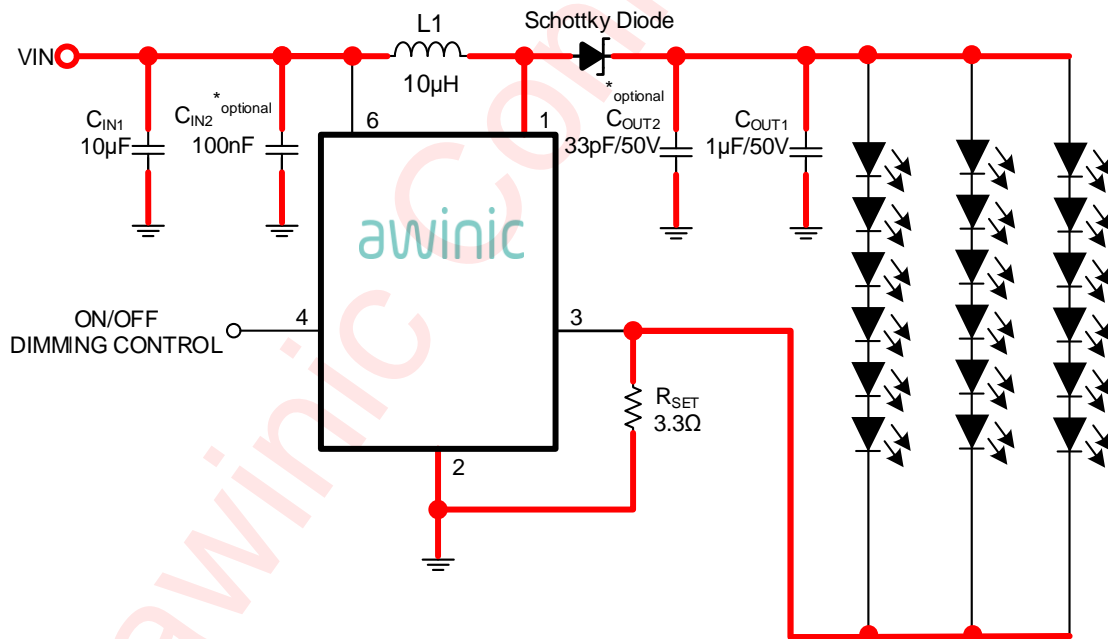 L1
Schottky Diode
VIN
10µH
*optional
CIN1
10µF
CIN2
100nF
*optional
COUT2
33pF/50V
COUT1
1µF/50V
6
1
awinic
ON/OFF
DIMMING CONTROL
4
3
RSET
3.3Ω
2
awinic Con